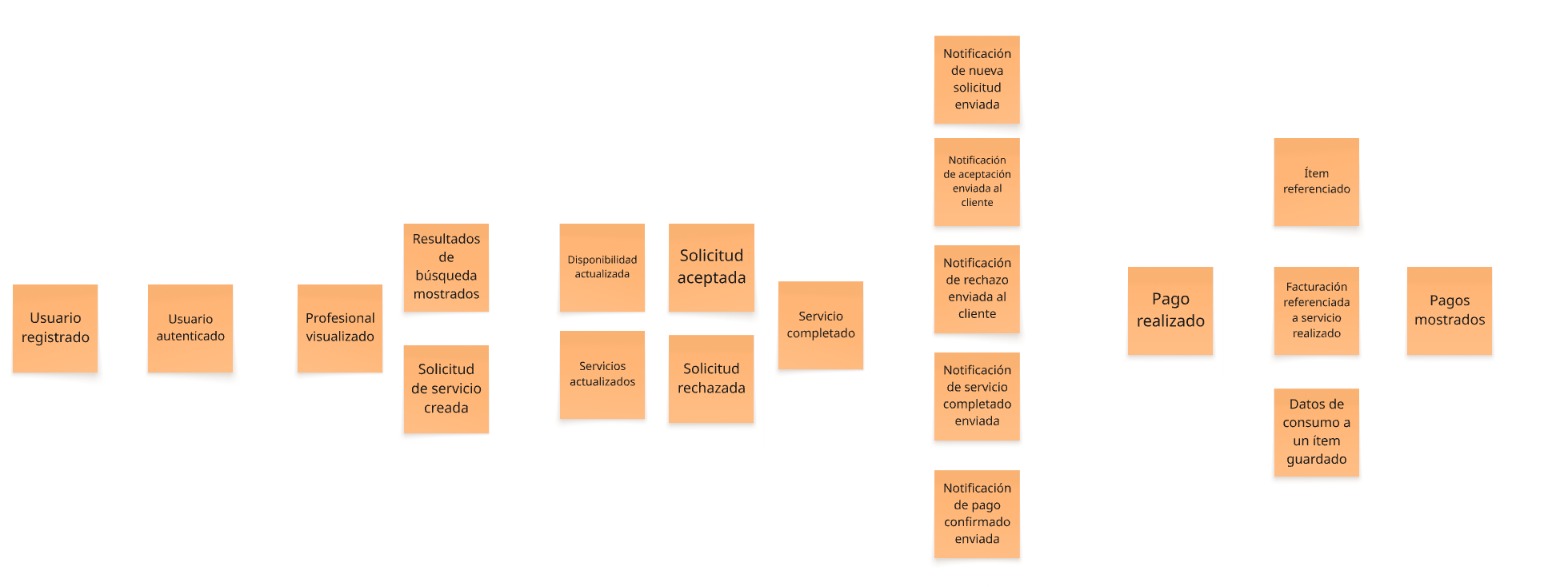 Usuario
registrado
Usuario
autenticado
Profesional
visualizado
Resultados
de
búsqueda
mostrados
Solicitud
de servicio
creada
Disponibilidad
actualizada
Servicios
actualizados
Solicitud
aceptada
Solicitud
rechazada
Servicio
completado
Notificación
de nueva
solicitud
enviada
Notificación
de aceptación
enviada al
cliente
Notificación
de rechazo
enviada al
cliente
Notificación
de servicio
completado
enviada
Notificación
de pago
confirmado
enviada
Pago
realizado
Ítem
referenciado
Facturación
referenciada
a servicio
realizado
Datos de
consumo a
un ítem
guardado
Pagos
mostrados